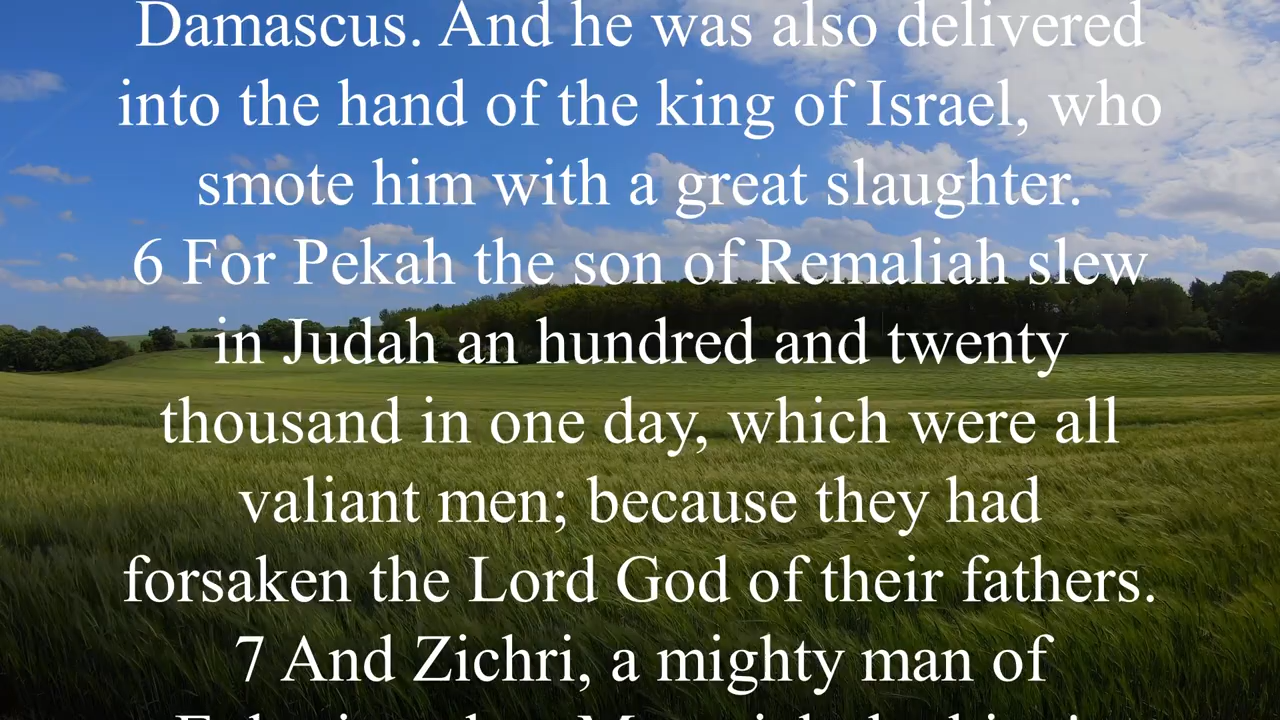 Damascus. And he was also delivered
into the hand of the king of Israel, who
smote him with a great slaughter.
6 For Pekah the son of Remaliah slew
in Judah an hundred and twenty
thousand in one day, which were all
valiant men; because they had
forsaken the Lord God of their fathers.
7 And Zichri, a mighty man of